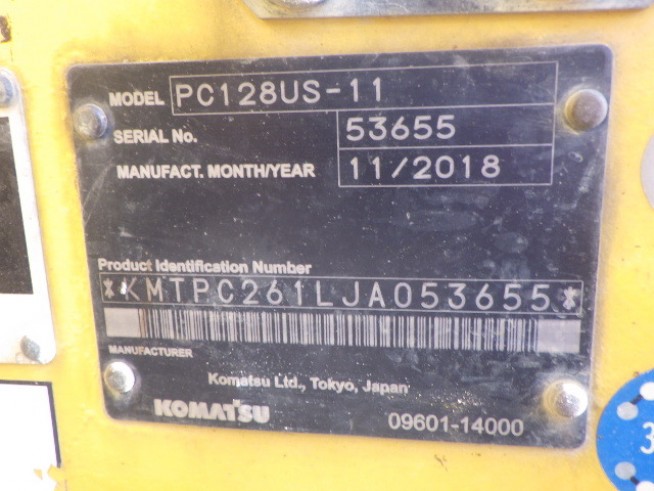 MODEL PC128US-11
SERIAL No. 53655
MANUFACT. MONTH/YEAR 11/2018
Product Identification Number
*KMTPC261LJA053655*
MANUFACTURER
Komatsu Ltd., Tokyo, Japan
KOMATSU 09601-14000
3